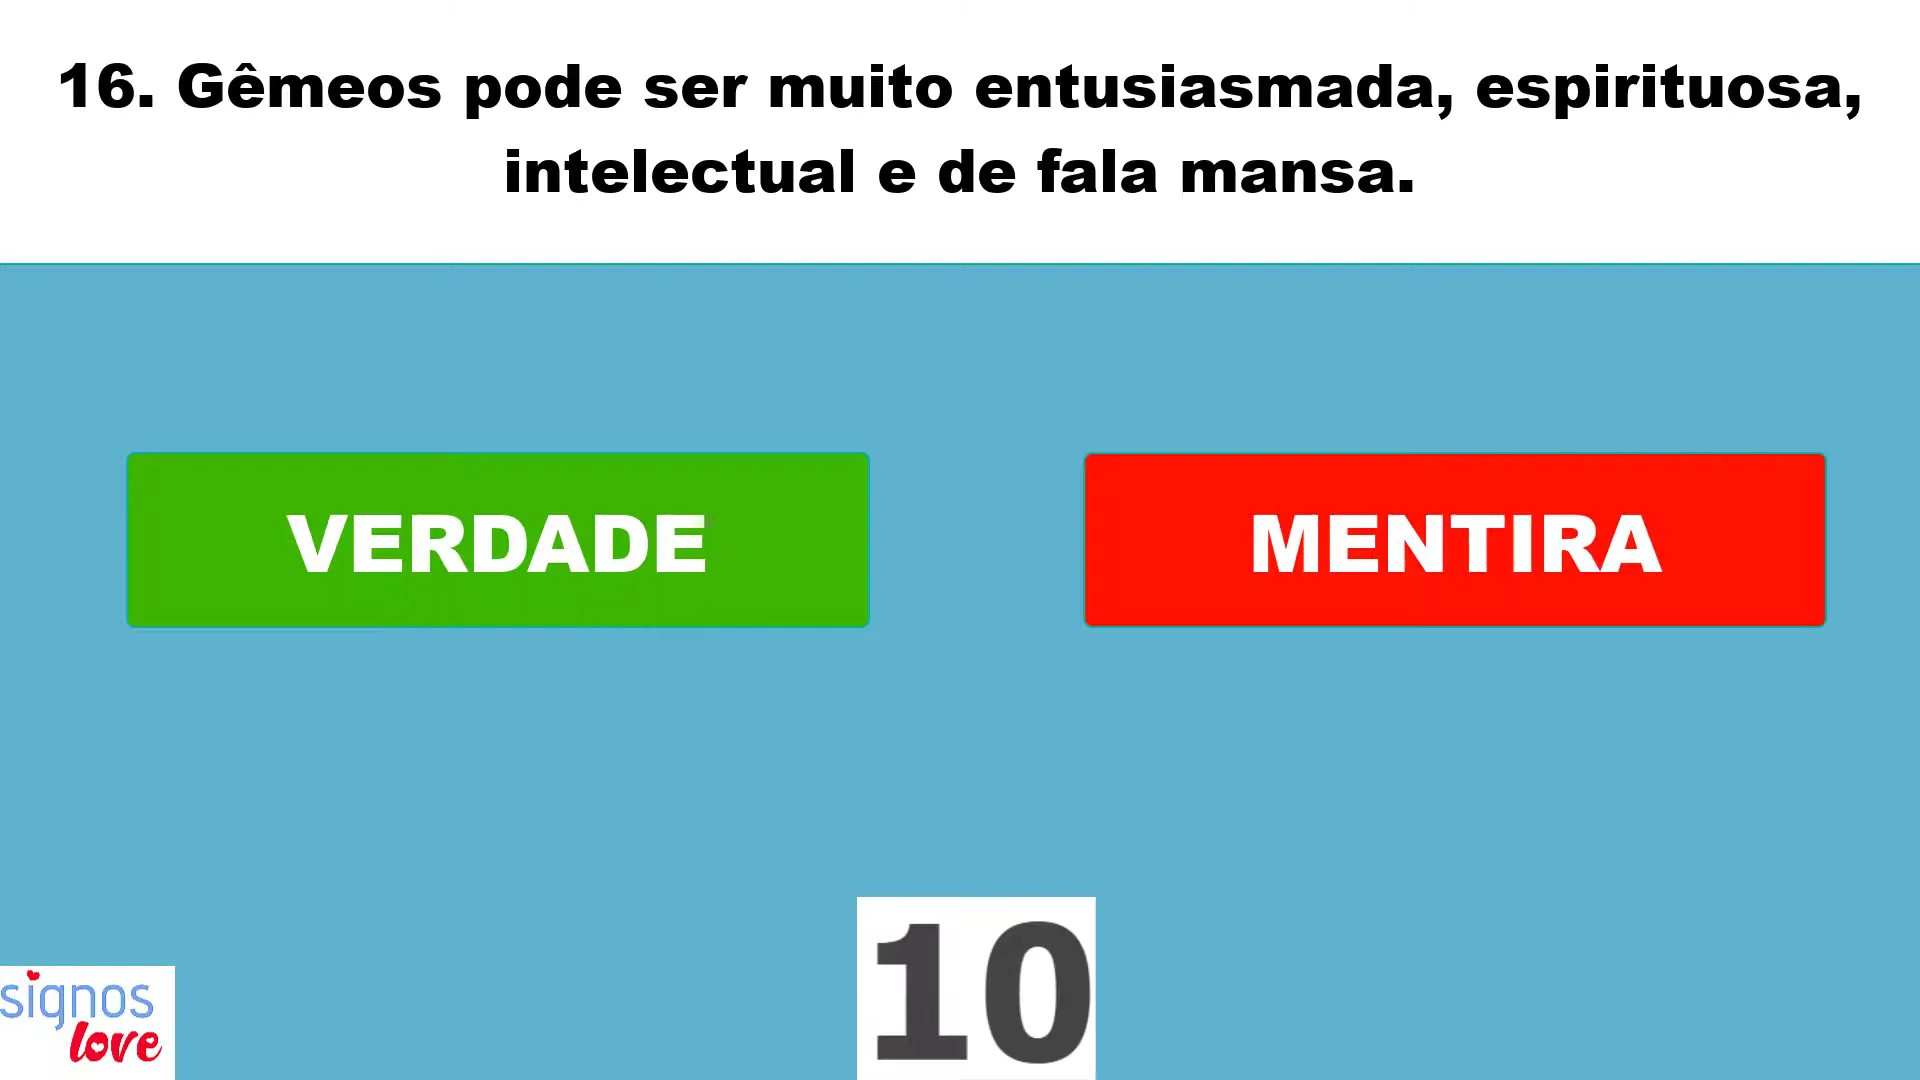 16. Gêmeos pode ser muito entusiasmada, espirituosa,
intelectual e de fala mansa.
VERDADE
MENTIRA
10
signos
love